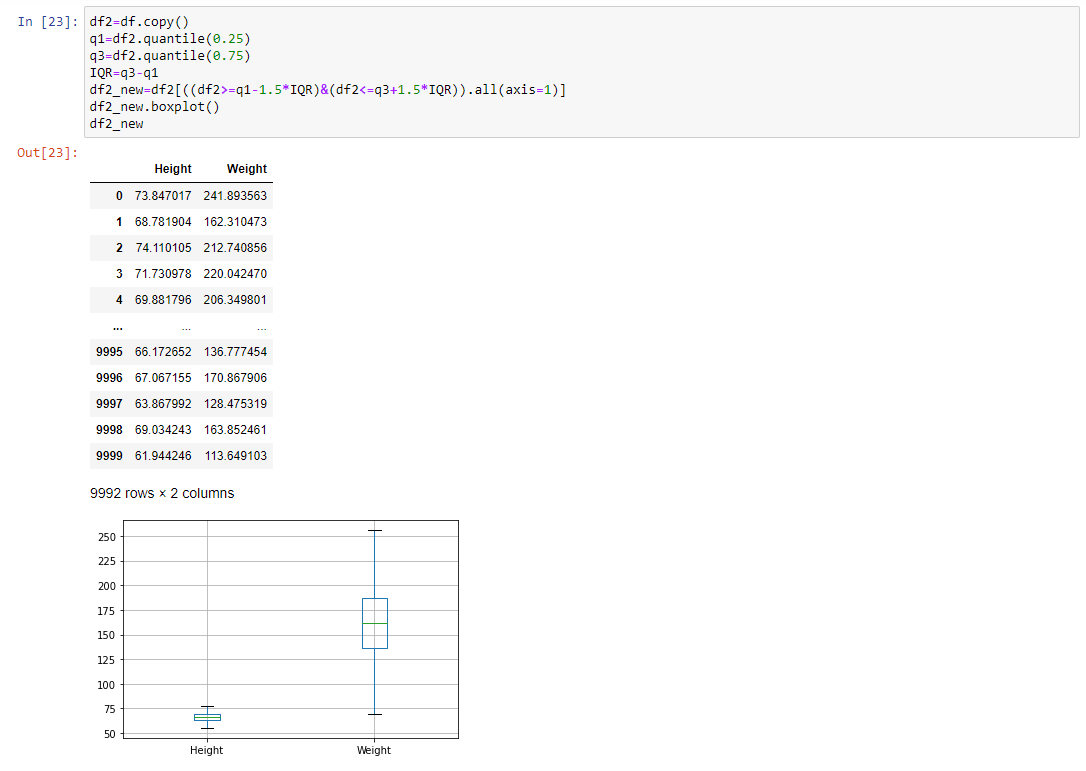 In [23]: df2=df.copy()
q1=df2.quantile(0.25)
q3=df2.quantile(0.75)
IQR=q3-q1
df2_new=df2[((df2>=q1-1.5*IQR)&(df2<=q3+1.5*IQR)).all(axis=1)]
df2_new.boxplot()
df2_new
Out[23]:
Height Weight
0 73.847017 241.893563
1 68.781904 162.310473
2 74.110105 212.740856
3 71.730978 220.042470
4 69.881796 206.349801
... ... ...
9995 66.172652 136.777454
9996 67.067155 170.867906
9997 63.867992 128.475319
9998 69.034243 163.852461
9999 61.944246 113.649103
9992 rows × 2 columns
250
225
200
175
150
125
100
75
50
Height Weight